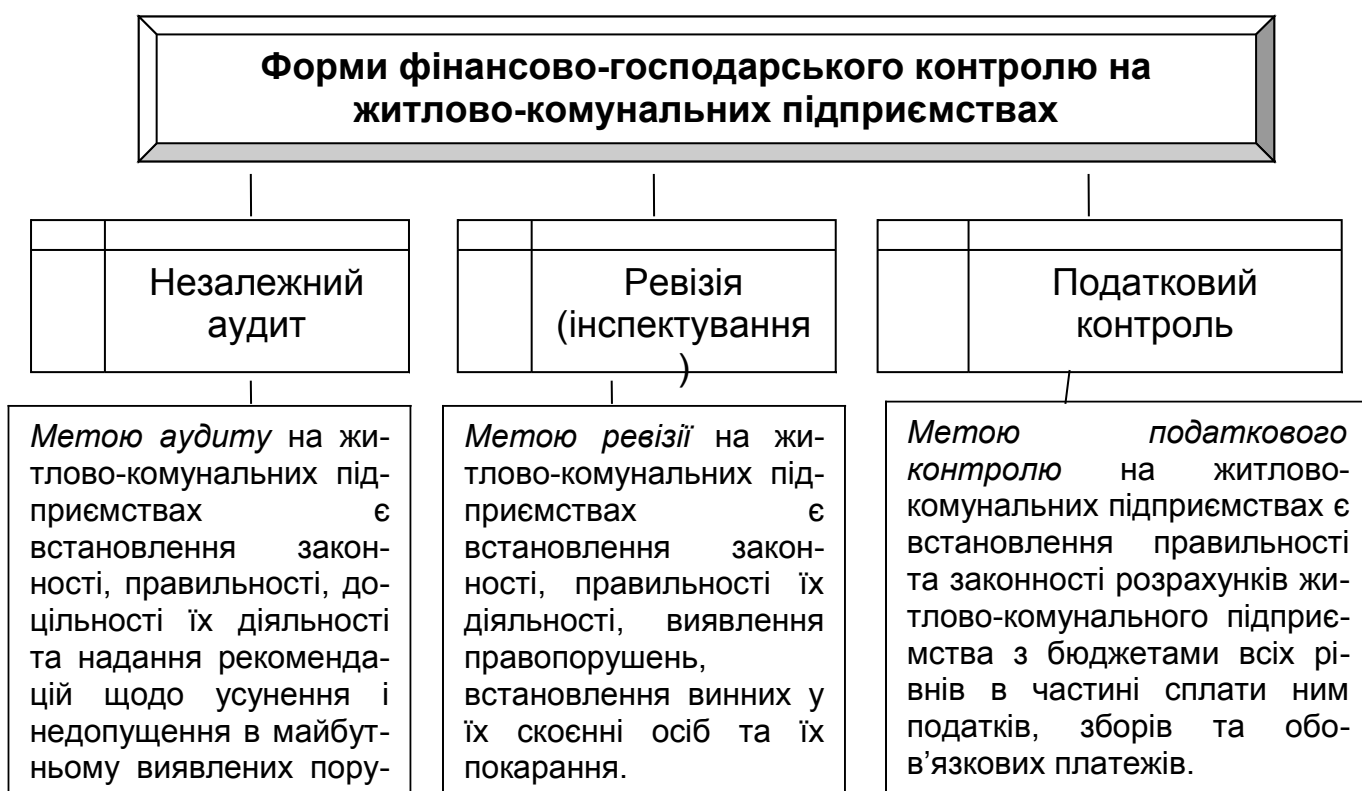 Форми фінансово-господарського контролю на
житлово-комунальних підприємствах
Незалежний
аудит
Ревізія
(інспектування
)
Податковий
контроль
Метою аудиту на жи-
тлово-комунальних під-
приємствах є
встановлення закон-
ності, правильності, до-
цільності їх діяльності
та надання рекоменда-
цій щодо усунення і
недопущення в майбут-
ньому виявлених пору-
Метою ревізії на жи-
тлово-комунальних під-
приємствах є
встановлення закон-
ності, правильності їх
діяльності, виявлення
правопорушень,
встановлення винних у
їх скоєнні осіб та їх
покарання.
Метою податкового
контролю на житлово-
комунальних підприємствах є
встановлення правильності
та законності розрахунків жи-
тлово-комунального підприє-
мства з бюджетами всіх рі-
внів в частині сплати ним
податків, зборів та обо-
в’язкових платежів.